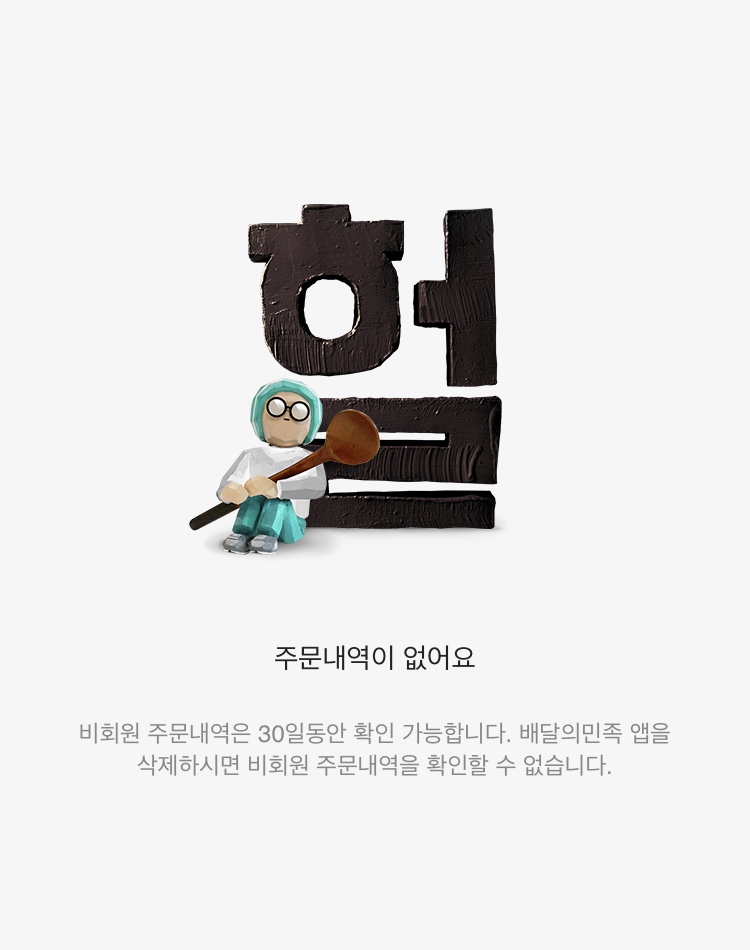 헐
주문내역이 없어요
비회원 주문내역은 30일동안 확인 가능합니다. 배달의민족 앱을
삭제하시면 비회원 주문내역을 확인할 수 없습니다.